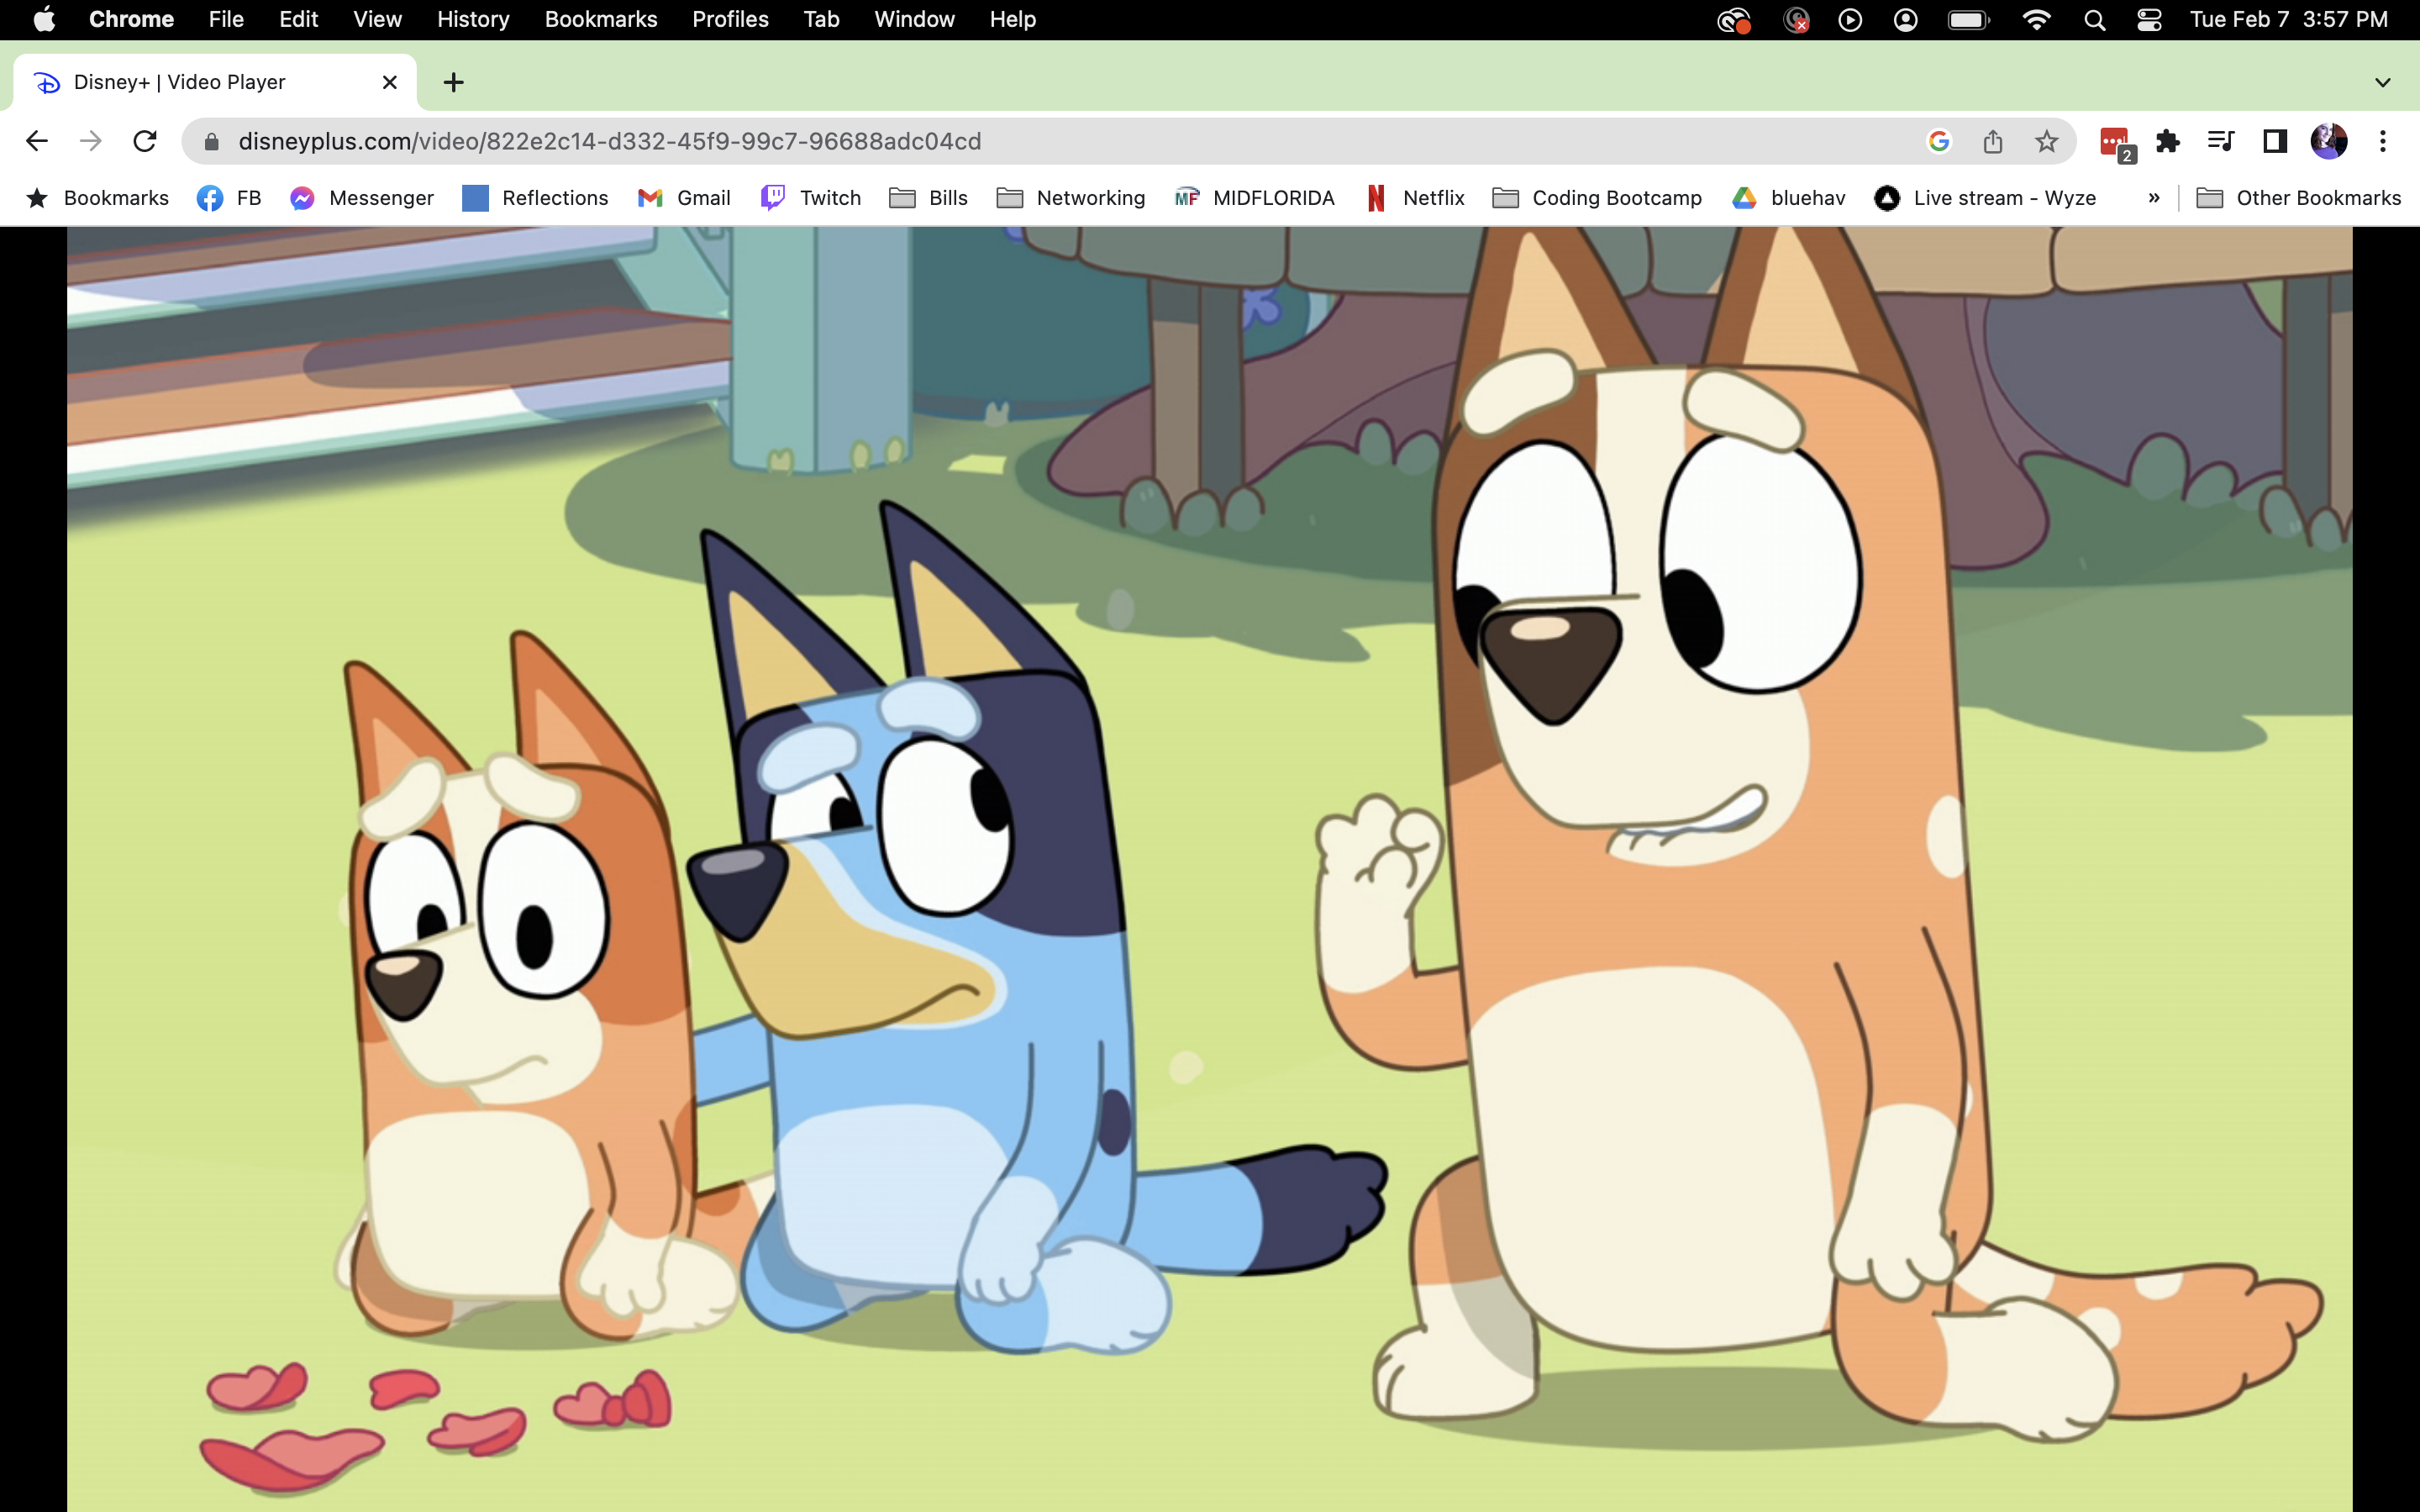 Chrome File Edit View History Bookmarks Profiles Tab Window Help Tue Feb 7 3:57 PM
Disney+ | Video Player
disneyplus.com/video/822e2c14-d332-45f9-99c7-96688adc04cd 2
Bookmarks FB Messenger Reflections Gmail Twitch Bills Networking MF MIDFLORIDA Netflix Coding Bootcamp bluehav Live stream - Wyze » Other Bookmarks